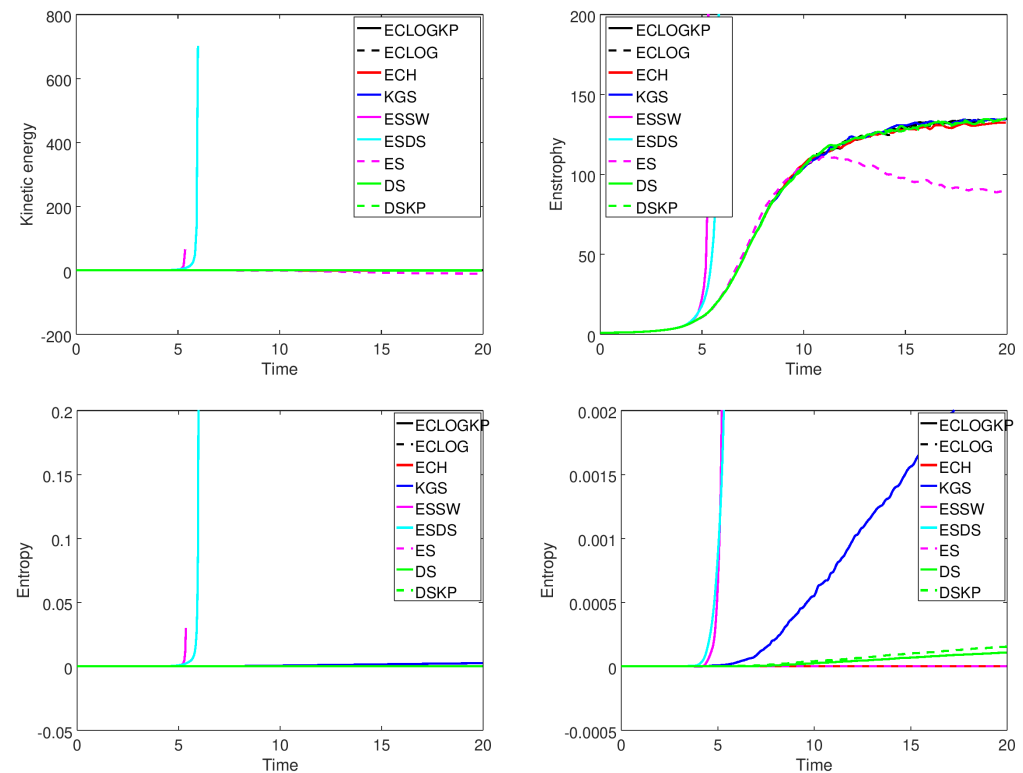 800
600
400
200
0
-200
Kinetic energy
0
5
10
15
20
Time
ECLOGKP
ECLOG
ECH
KGS
ESSW
ESDS
ES
DS
DSKP
200
150
100
50
0
Enstrophy
0
5
10
15
20
Time
ECLOGKP
ECLOG
ECH
KGS
ESSW
ESDS
ES
DS
DSKP
0.2
0.15
0.1
0.05
0
-0.05
Entropy
0
5
10
15
20
Time
ECLOGKP
ECLOG
ECH
KGS
ESSW
ESDS
ES
DS
DSKP
0.002
0.0015
0.001
0.0005
0
-0.0005
Entropy
0
5
10
15
20
Time
ECLOGKP
ECLOG
ECH
KGS
ESSW
ESDS
ES
DS
DSKP